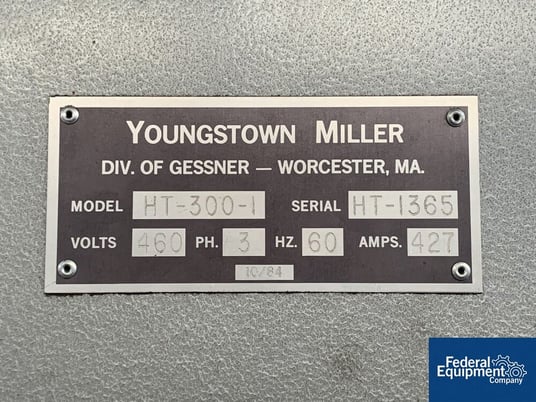 YOUNGSTOWN MILLER
DIV. OF GESSNER — WORCESTER, MA.
MODEL HT-300-1 SERIAL HT-1365
VOLTS 460 PH. 3 HZ. 60 AMPS. 427
10/84
Federal
Equipment
Company